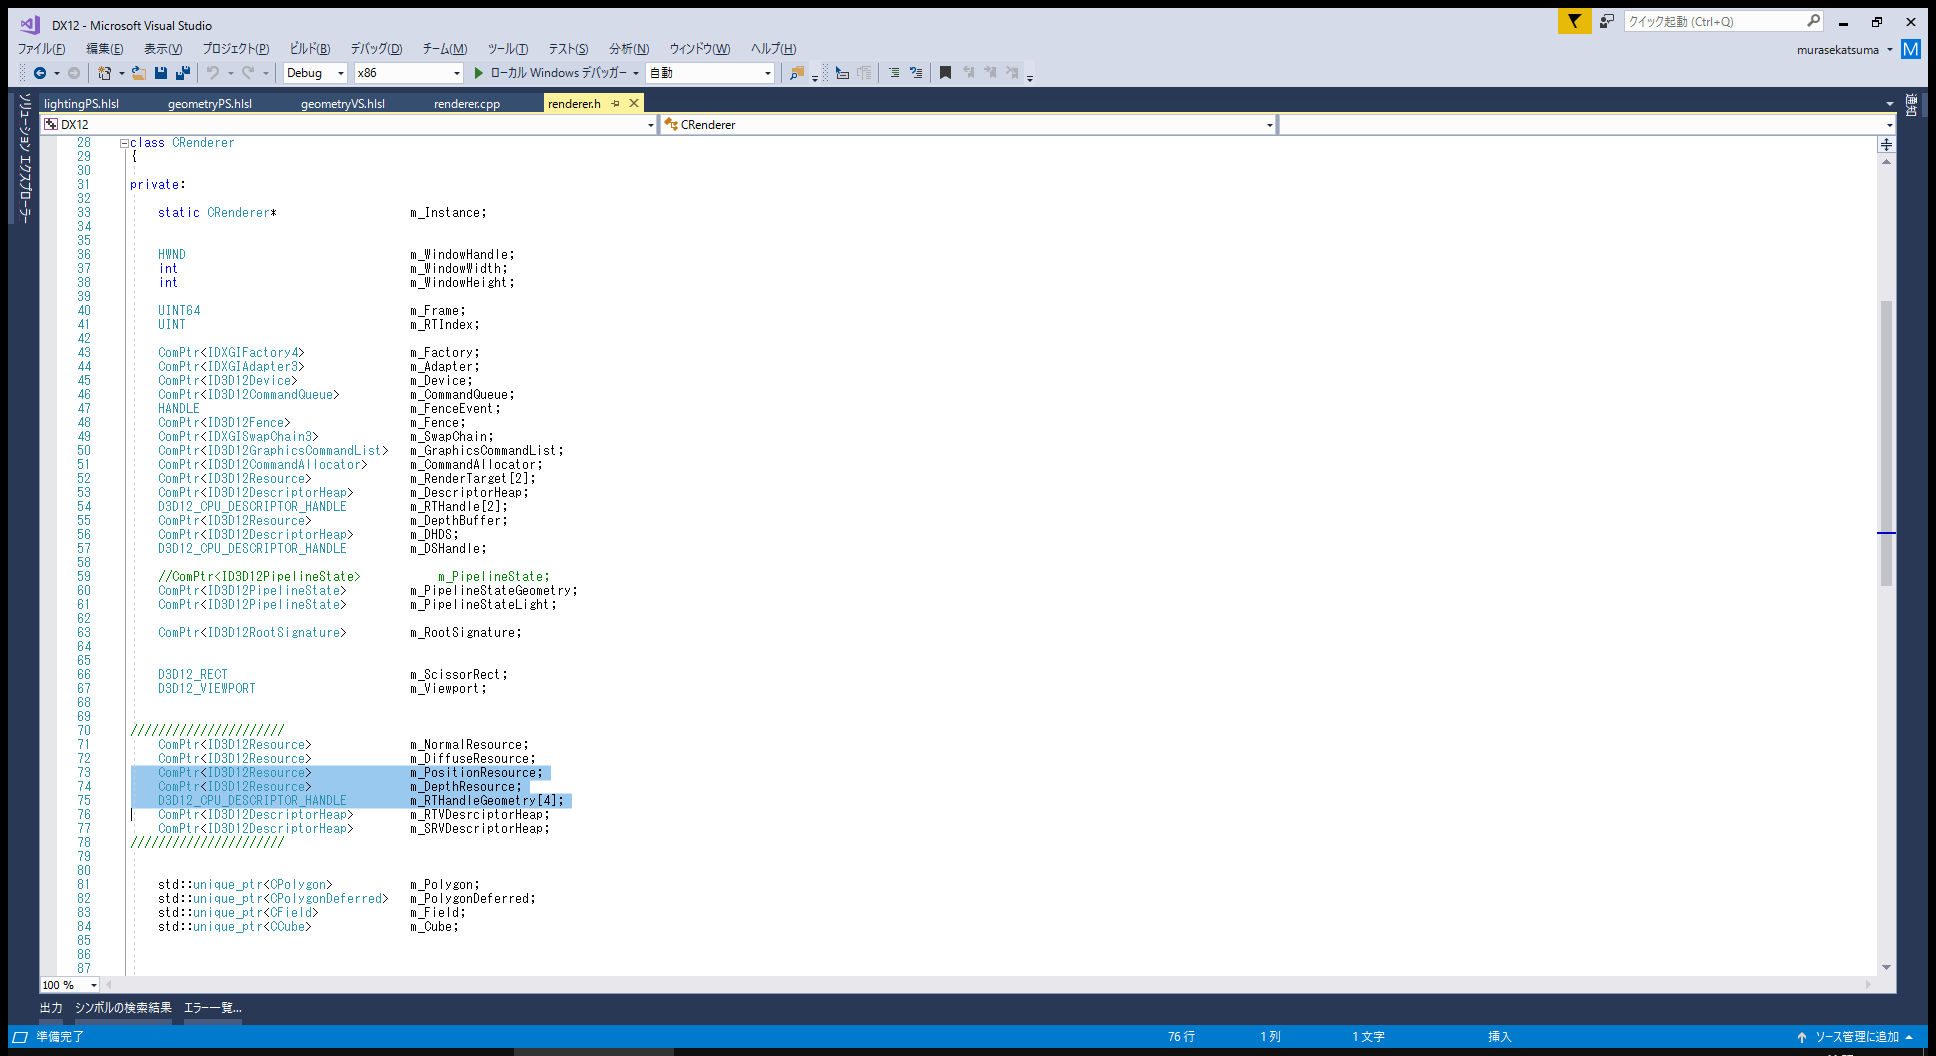 DX12 - Microsoft Visual Studio
クイック起動 (Ctrl+Q)
ファイル(F) 編集(E) 表示(V) プロジェクト(P) ビルド(B) デバッグ(D) チーム(M) ツール(T) テスト(S) 分析(N) ウィンドウ(W) ヘルプ(H)
murasekatsuma M
Debug x86 ローカル Windows デバッガー 自動
ソリューション エクスプローラー
通知
lightingPS.hlsl geometryPS.hlsl geometryVS.hlsl renderer.cpp renderer.h
DX12 CRenderer
28 class CRenderer
29 {
30
31 private:
32
33 static CRenderer* m_Instance;
34
35
36 HWND m_WindowHandle;
37 int m_WindowWidth;
38 int m_WindowHeight;
39
40 UINT64 m_Frame;
41 UINT m_RTIndex;
42
43 ComPtr<IDXGIFactory4> m_Factory;
44 ComPtr<IDXGIAdapter3> m_Adapter;
45 ComPtr<ID3D12Device> m_Device;
46 ComPtr<ID3D12CommandQueue> m_CommandQueue;
47 HANDLE m_FenceEvent;
48 ComPtr<ID3D12Fence> m_Fence;
49 ComPtr<IDXGISwapChain3> m_SwapChain;
50 ComPtr<ID3D12GraphicsCommandList> m_GraphicsCommandList;
51 ComPtr<ID3D12CommandAllocator> m_CommandAllocator;
52 ComPtr<ID3D12Resource> m_RenderTarget[2];
53 ComPtr<ID3D12DescriptorHeap> m_DescriptorHeap;
54 D3D12_CPU_DESCRIPTOR_HANDLE m_RTHandle[2];
55 ComPtr<ID3D12Resource> m_DepthBuffer;
56 ComPtr<ID3D12DescriptorHeap> m_DHDS;
57 D3D12_CPU_DESCRIPTOR_HANDLE m_DSHandle;
58
59 //ComPtr<ID3D12PipelineState> m_PipelineState;
60 ComPtr<ID3D12PipelineState> m_PipelineStateGeometry;
61 ComPtr<ID3D12PipelineState> m_PipelineStateLight;
62
63 ComPtr<ID3D12RootSignature> m_RootSignature;
64
65
66 D3D12_RECT m_ScissorRect;
67 D3D12_VIEWPORT m_Viewport;
68
69
70 //////////////////////
71 ComPtr<ID3D12Resource> m_NormalResource;
72 ComPtr<ID3D12Resource> m_DiffuseResource;
73 ComPtr<ID3D12Resource> m_PositionResource;
74 ComPtr<ID3D12Resource> m_DepthResource;
75 D3D12_CPU_DESCRIPTOR_HANDLE m_RTHandleGeometry[4];
76 ComPtr<ID3D12DescriptorHeap> m_RTVDesrciptorHeap;
77 ComPtr<ID3D12DescriptorHeap> m_SRVDescriptorHeap;
78 //////////////////////
79
80
81 std::unique_ptr<CPolygon> m_Polygon;
82 std::unique_ptr<CPolygonDeferred> m_PolygonDeferred;
83 std::unique_ptr<CField> m_Field;
84 std::unique_ptr<CCube> m_Cube;
85
86
87
100 %
出力 シンボルの検索結果 エラー一覧...
準備完了 76 行 1 列 1 文字 挿入 ソース管理に追加